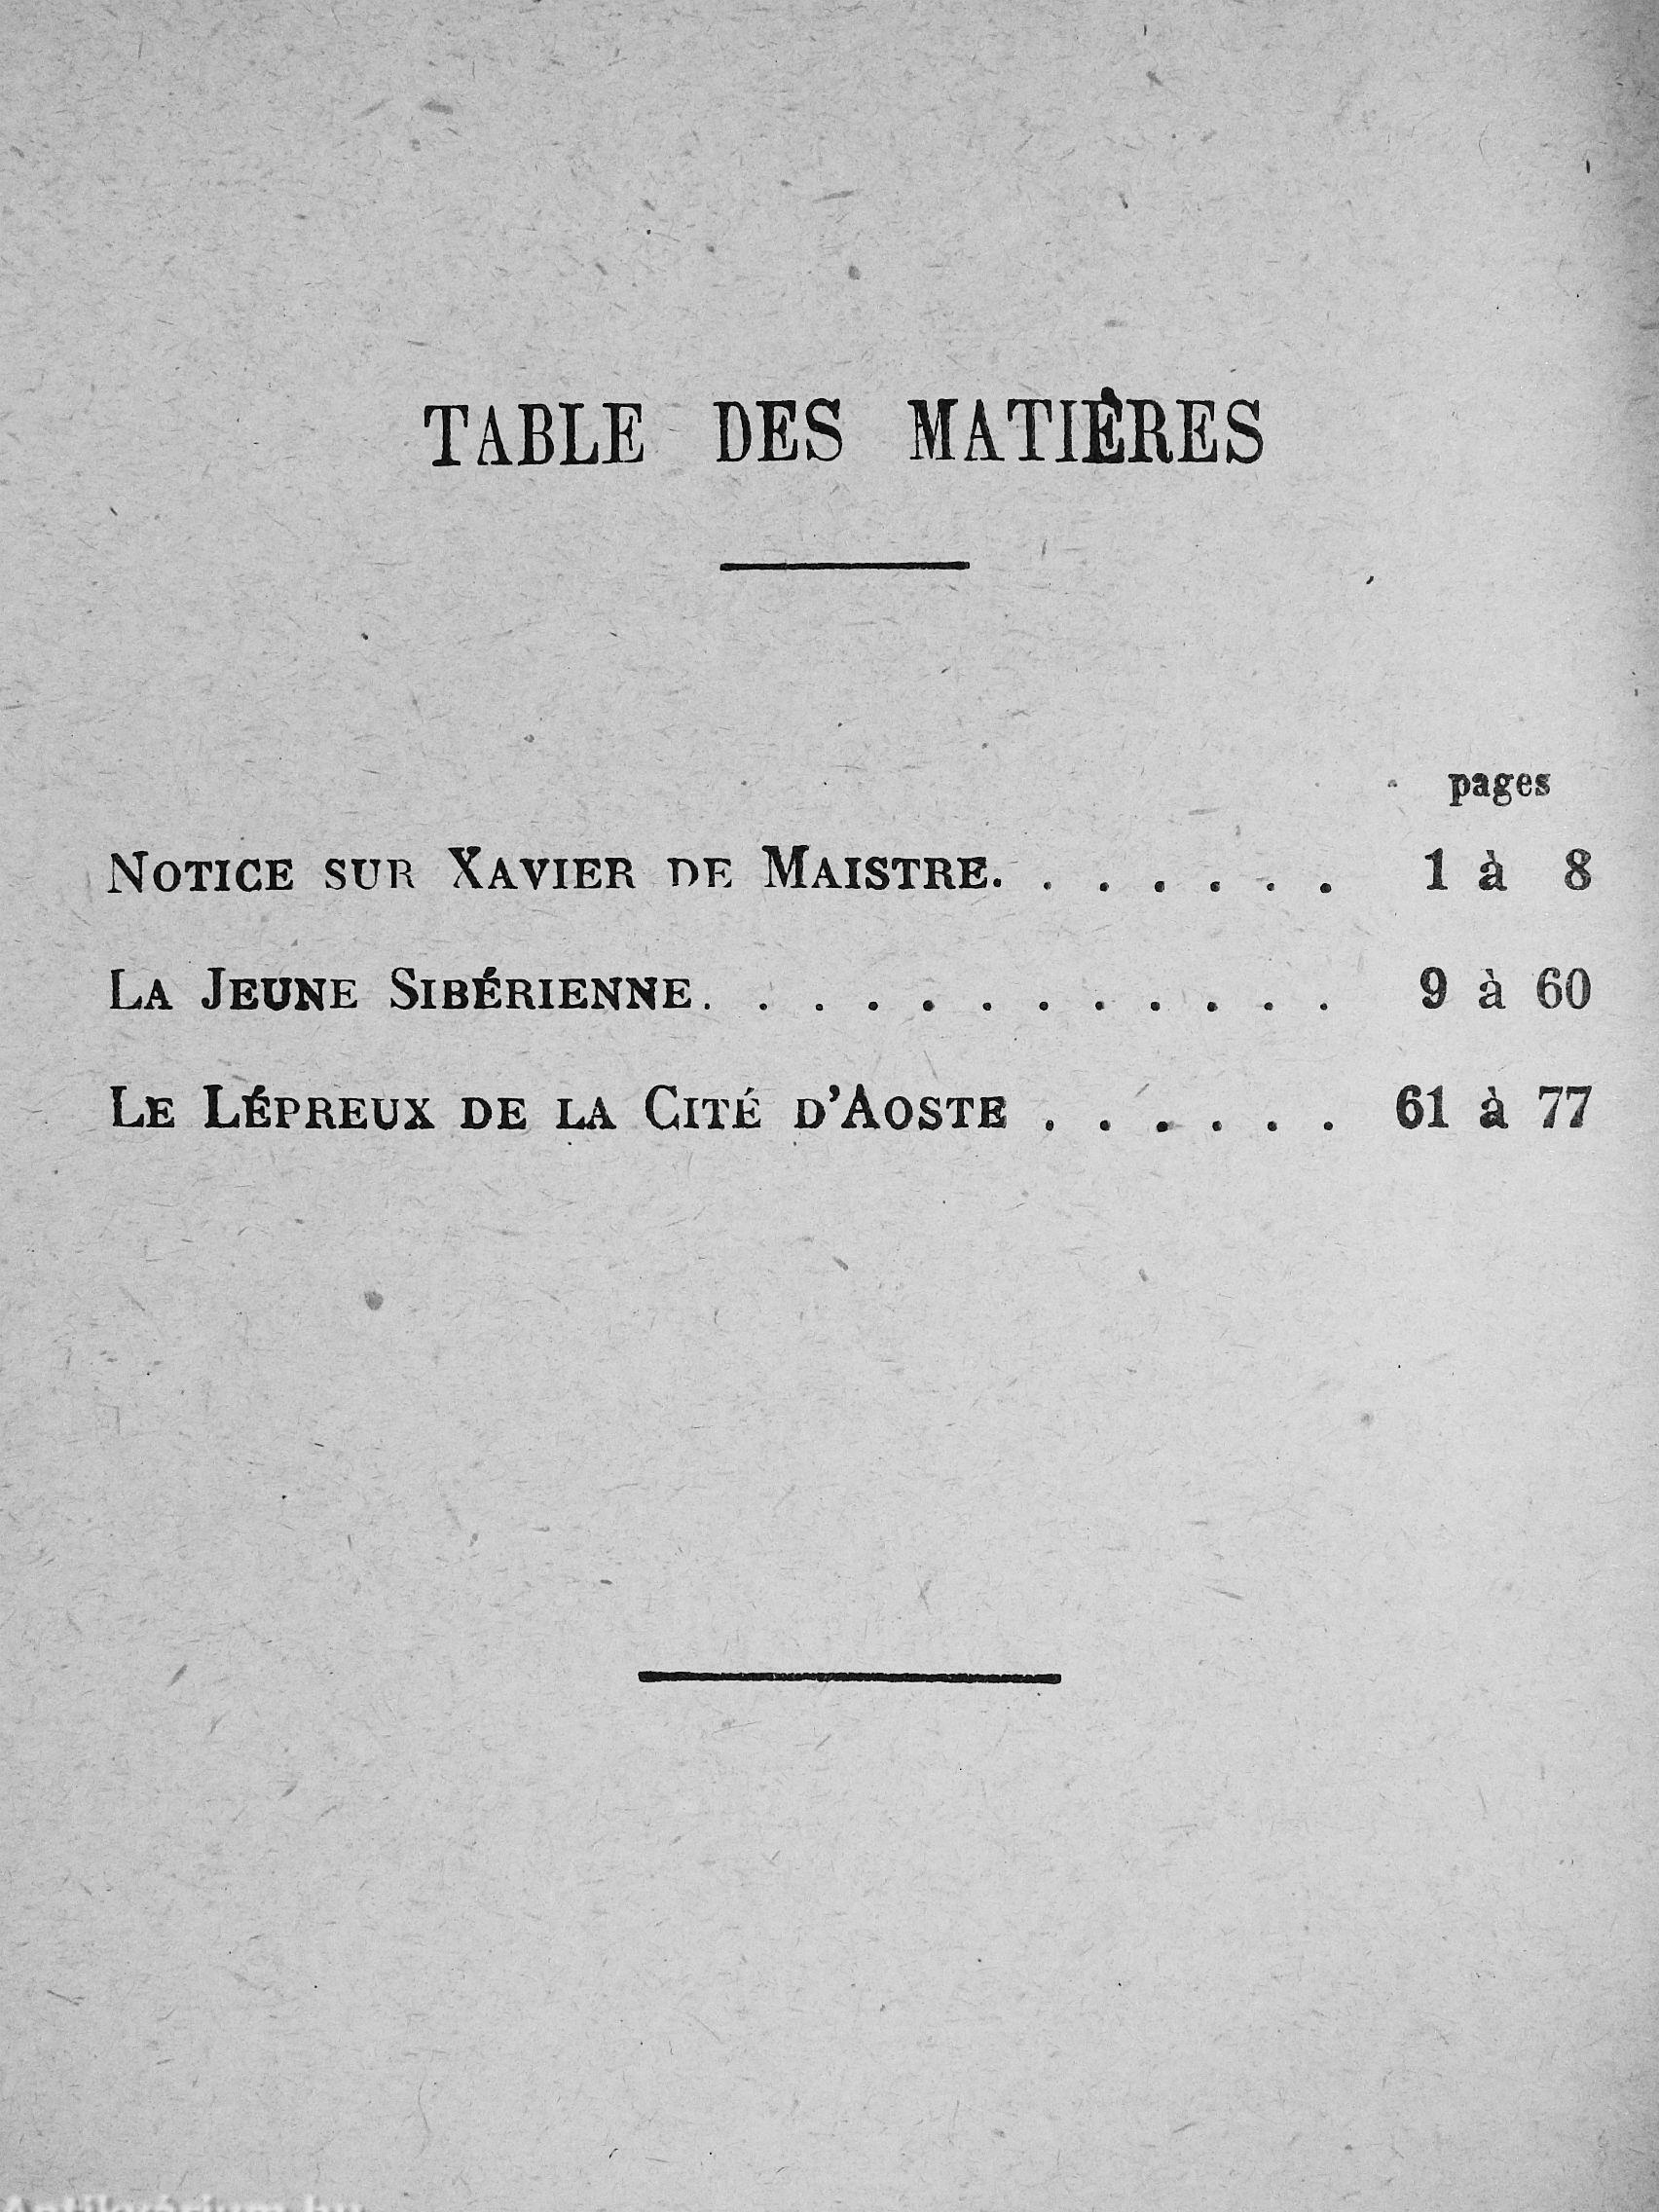 TABLE DES MATIÈRES
pages
NOTICE SUR XAVIER DE MAISTRE. . . . . . . 1 à 8
LA JEUNE SIBÉRIENNE. . . . . . . . . . . . 9 à 60
LE LÉPREUX DE LA CITÉ D'AOSTE . . . . . . 61 à 77